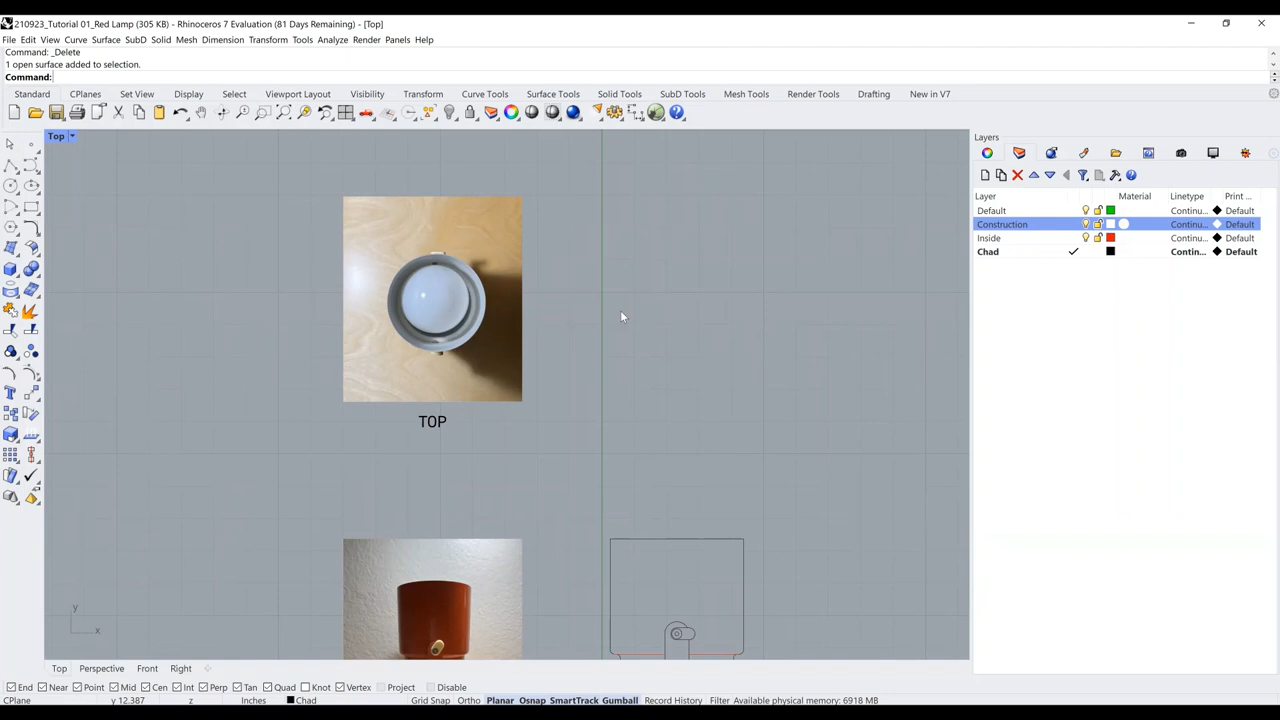 210923_Tutorial 01_Red Lamp (305 KB) - Rhinoceros 7 Evaluation (81 Days Remaining) - [Top]
File Edit View Curve Surface SubD Solid Mesh Dimension Transform Tools Analyze Render Panels Help
Command: _Delete
1 open surface added to selection.
Command:
Standard CPlanes Set View Display Select Viewport Layout Visibility Transform Curve Tools Surface Tools Solid Tools SubD Tools Mesh Tools Render Tools Drafting New in V7
Top
Layers
Layer Material Linetype Print ...
Default Continu... Default
Construction Continu... Default
Inside Continu... Default
Chad Contin... Default
TOP
y
x
Top Perspective Front Right
End Near Point Mid Cen Int Perp Tan Quad Knot Vertex Project Disable
CPlane y 12.387 z Inches Chad Grid Snap Ortho Planar Osnap SmartTrack Gumball Record History Filter Available physical memory: 6918 MB